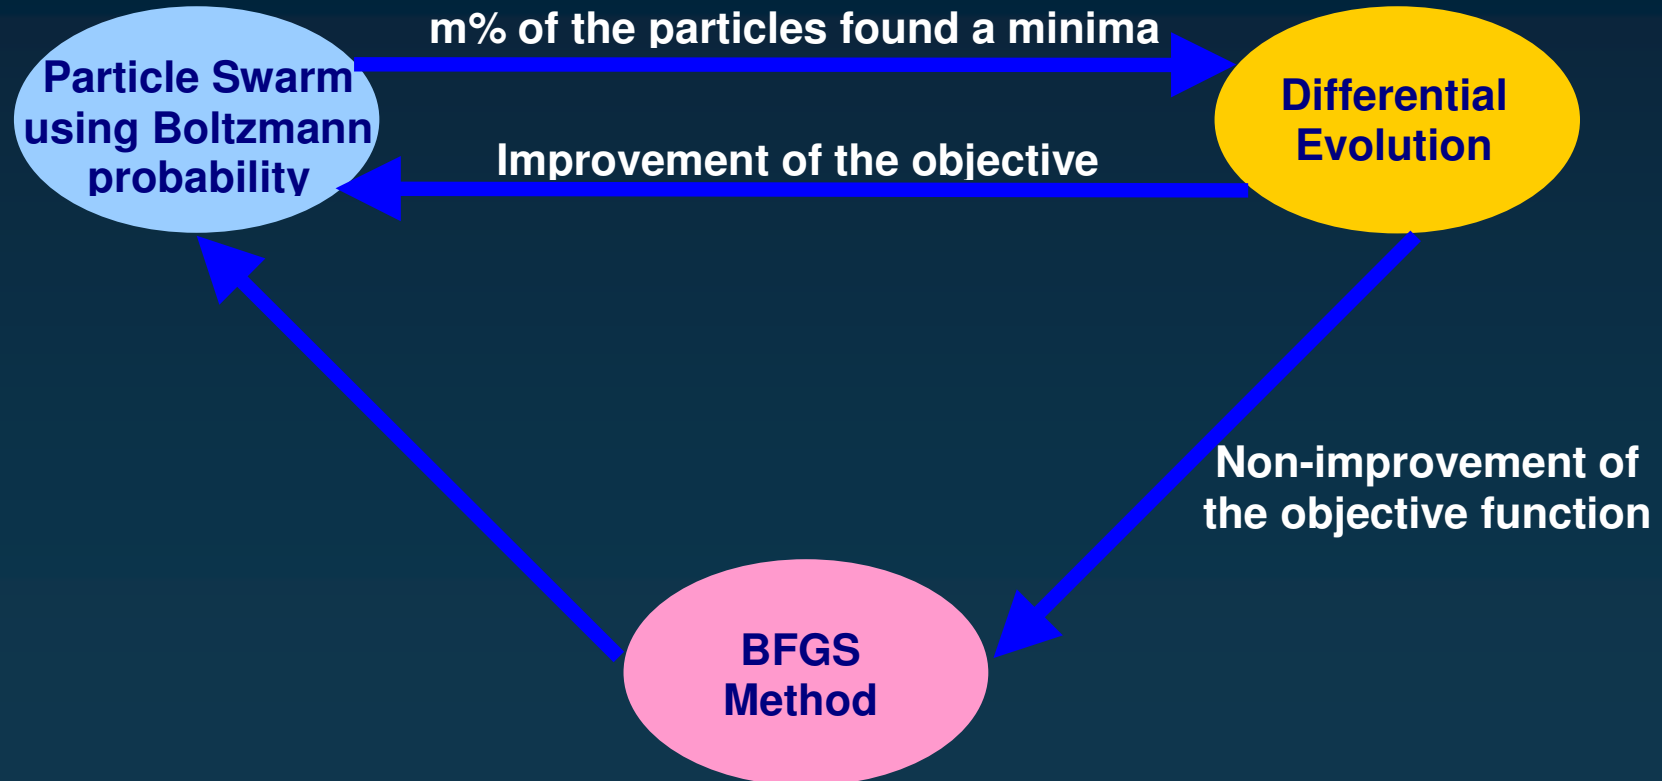 m% of the particles found a minima
Particle Swarm
using Boltzmann
probability
Differential
Evolution
Improvement of the objective
Non-improvement of
the objective function
BFGS
Method